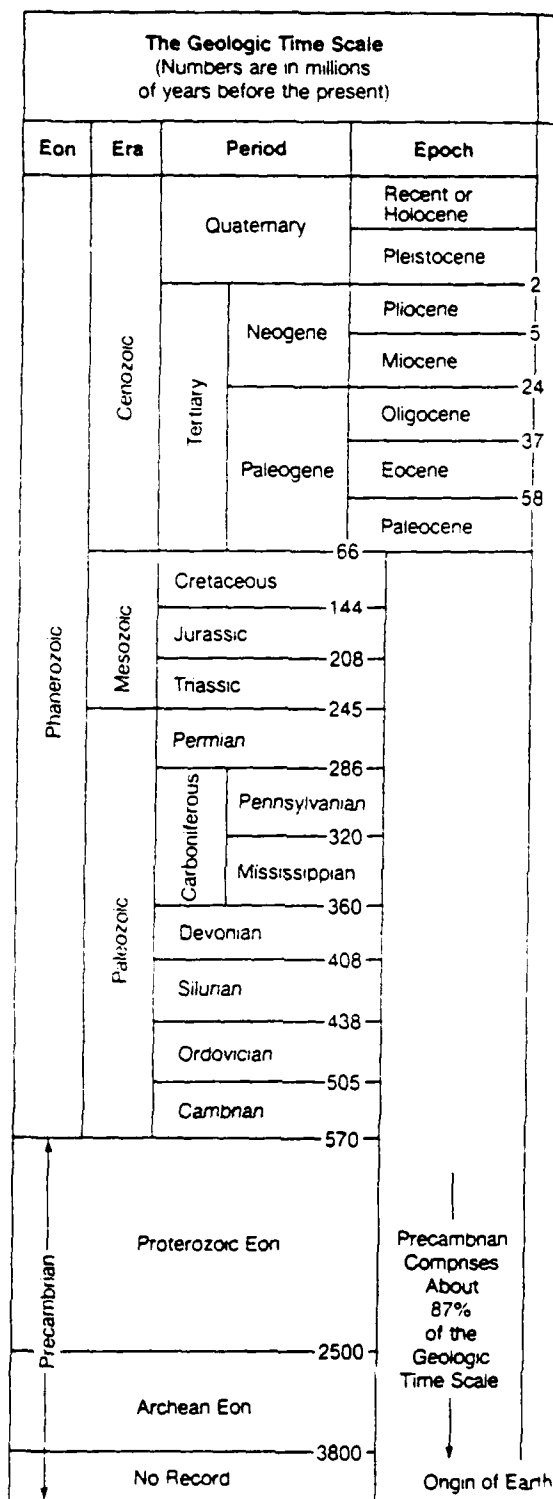 The Geologic Time Scale
(Numbers are in millions
of years before the present)
Eon Era Period Epoch
Phanerozoic
Cenozoic
Quaternary
Recent or
Holocene
Pleistocene
2
Tertiary
Neogene
Pliocene
5
Miocene
24
Paleogene
Oligocene
37
Eocene
58
Paleocene
66
Mesozoic
Cretaceous
144
Jurassic
208
Triassic
245
Paleozoic
Permian
286
Carboniferous
Pennsylvanian
320
Mississippian
360
Devonian
408
Silurian
438
Ordovician
505
Cambrian
570
Precambrian
Proterozoic Eon
2500
Archean Eon
3800
No Record
Precambrian
Comprises
About
87%
of the
Geologic
Time Scale
Origin of Earth